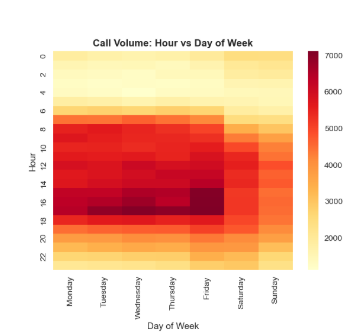 Call Volume: Hour vs Day of Week
0
2
4
6
8
10
12
14
16
18
20
22
Hour
Monday
Tuesday
Wednesday
Thursday
Friday
Saturday
Sunday
Day of Week
7000
6000
5000
4000
3000
2000